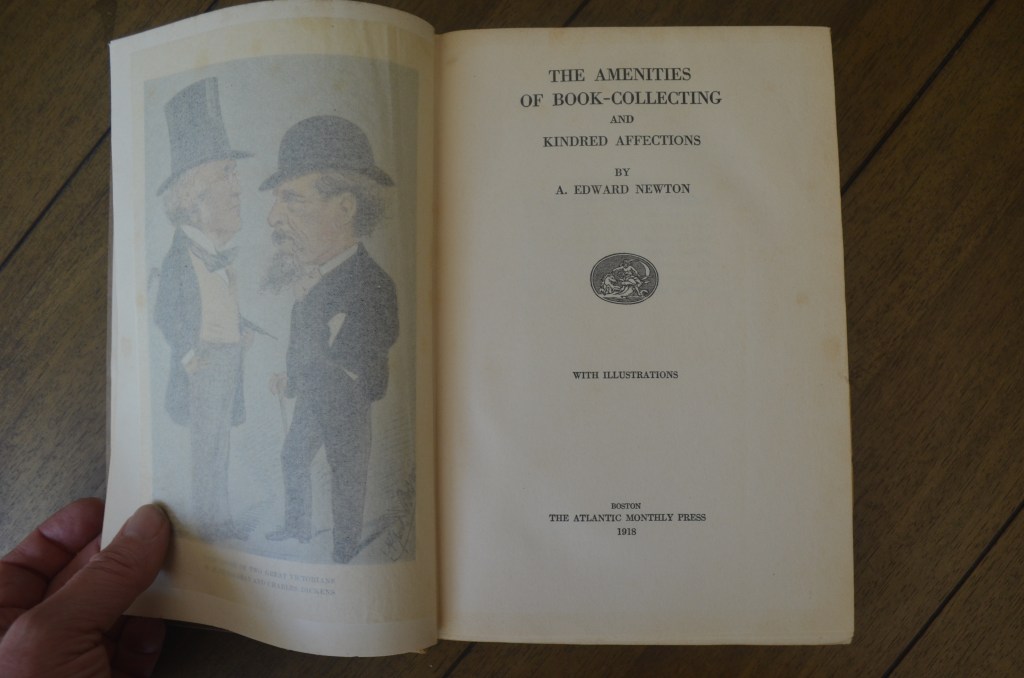 THE AMENITIES
OF BOOK-COLLECTING
AND
KINDRED AFFECTIONS
BY
A. EDWARD NEWTON
WITH ILLUSTRATIONS
BOSTON
THE ATLANTIC MONTHLY PRESS
1918